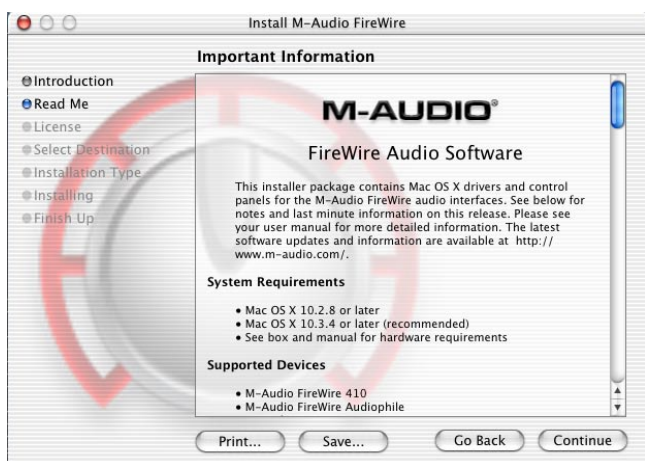 Install M-Audio FireWire
Important Information
Introduction
Read Me
License
Select Destination
Installation Type
Installing
Finish Up
M-AUDIO®
FireWire Audio Software
This installer package contains Mac OS X drivers and control
panels for the M-Audio FireWire audio interfaces. See below for
notes and last minute information on this release. Please see
your user manual for more detailed information. The latest
software updates and information are available at http://
www.m-audio.com/.
System Requirements
• Mac OS X 10.2.8 or later
• Mac OS X 10.3.4 or later (recommended)
• See box and manual for hardware requirements
Supported Devices
• M-Audio FireWire 410
• M-Audio FireWire Audiophile
Print... Save... Go Back Continue